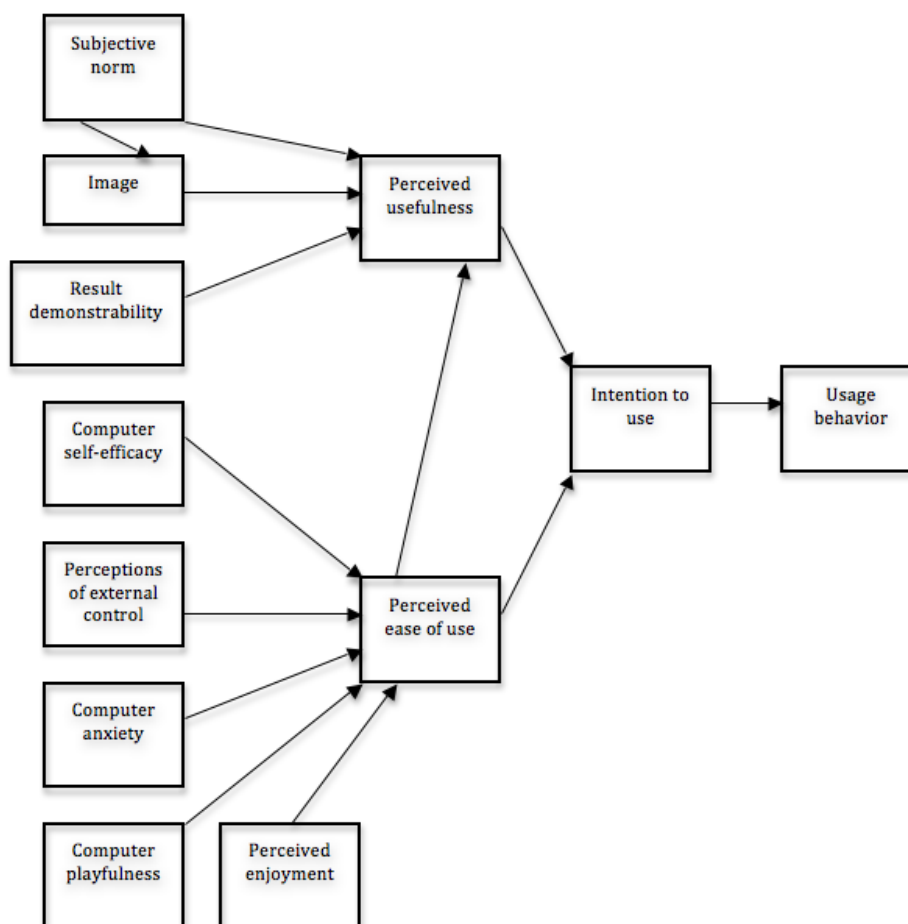 Subjective
norm
Image
Perceived
usefulness
Result
demonstrability
Intention to
use
Usage
behavior
Computer
self-efficacy
Perceptions
of external
control
Perceived
ease of use
Computer
anxiety
Computer
playfulness
Perceived
enjoyment